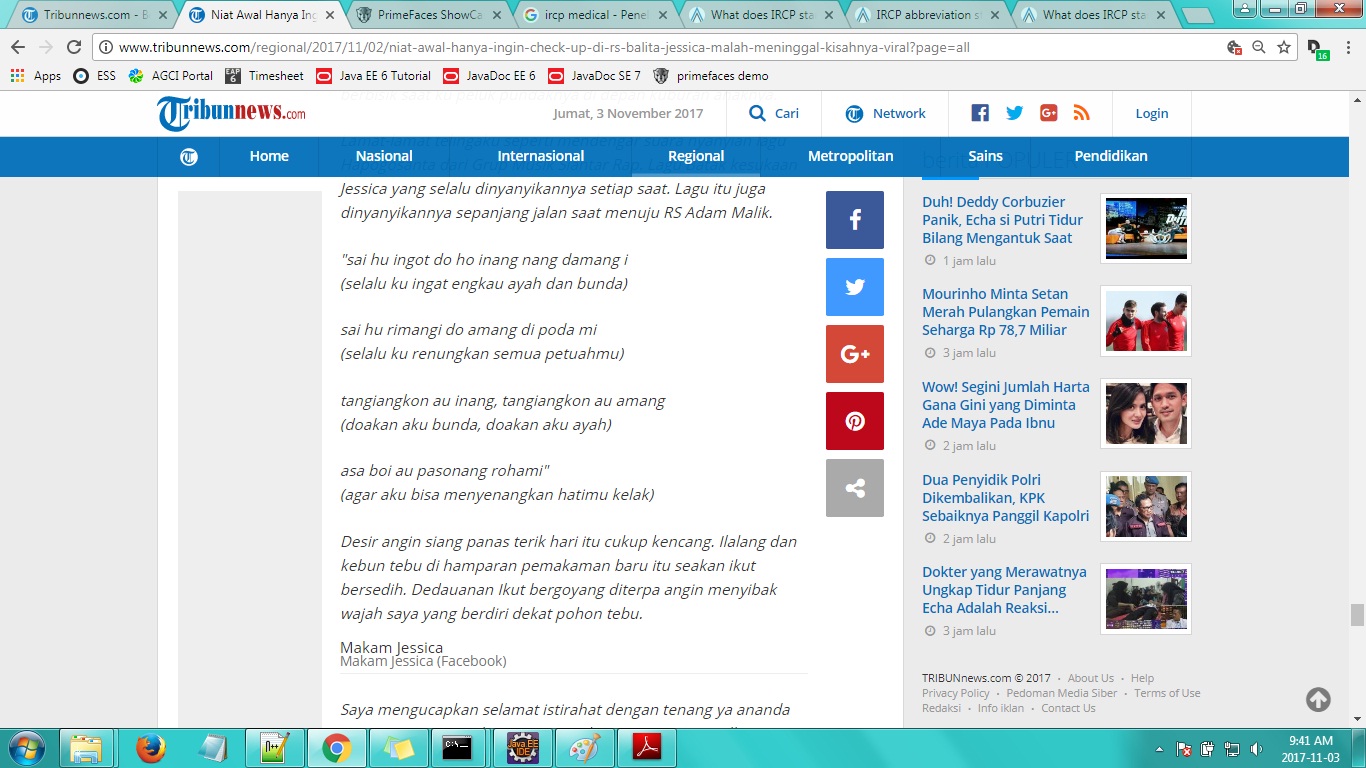 Tribunnews.com - B
Niat Awal Hanya Ing
PrimeFaces ShowCa
ircp medical - Penel
What does IRCP sta
IRCP abbreviation s
What does IRCP sta
www.tribunnews.com/regional/2017/11/02/niat-awal-hanya-ingin-check-up-di-rs-balita-jessica-malah-meninggal-kisahnya-viral?page=all
16
Apps
ESS
AGCI Portal
Timesheet
Java EE 6 Tutorial
JavaDoc EE 6
JavaDoc SE 7
primefaces demo
Tribunnews.com
Jumat, 3 November 2017
Cari
Network
Login
Home
Nasional
Internasional
Regional
Metropolitan
Sains
Pendidikan
Jessica yang selalu dinyanyikannya setiap saat. Lagu itu juga
dinyanyikannya sepanjang jalan saat menuju RS Adam Malik.
"sai hu ingot do ho inang nang damang i
(selalu ku ingat engkau ayah dan bunda)
sai hu rimangi do amang di poda mi
(selalu ku renungkan semua petuahmu)
tangiangkon au inang, tangiangkon au amang
(doakan aku bunda, doakan aku ayah)
asa boi au pasonang rohami"
(agar aku bisa menyenangkan hatimu kelak)
Desir angin siang panas terik hari itu cukup kencang. Ilalang dan
kebun tebu di hamparan pemakaman baru itu seakan ikut
bersedih. Dedauanan Ikut bergoyang diterpa angin menyibak
wajah saya yang berdiri dekat pohon tebu.
Makam Jessica
Makam Jessica (Facebook)
Saya mengucapkan selamat istirahat dengan tenang ya ananda
Duh! Deddy Corbuzier
Panik, Echa si Putri Tidur
Bilang Mengantuk Saat
1 jam lalu
Mourinho Minta Setan
Merah Pulangkan Pemain
Seharga Rp 78,7 Miliar
3 jam lalu
Wow! Segini Jumlah Harta
Gana Gini yang Diminta
Ade Maya Pada Ibnu
2 jam lalu
Dua Penyidik Polri
Dikembalikan, KPK
Sebaiknya Panggil Kapolri
2 jam lalu
Dokter yang Merawatnya
Ungkap Tidur Panjang
Echa Adalah Reaksi...
3 jam lalu
TRIBUNnews.com © 2017 • About Us • Help
Privacy Policy • Pedoman Media Siber • Terms of Use
Redaksi • Info iklan • Contact Us
9:41 AM
2017-11-03